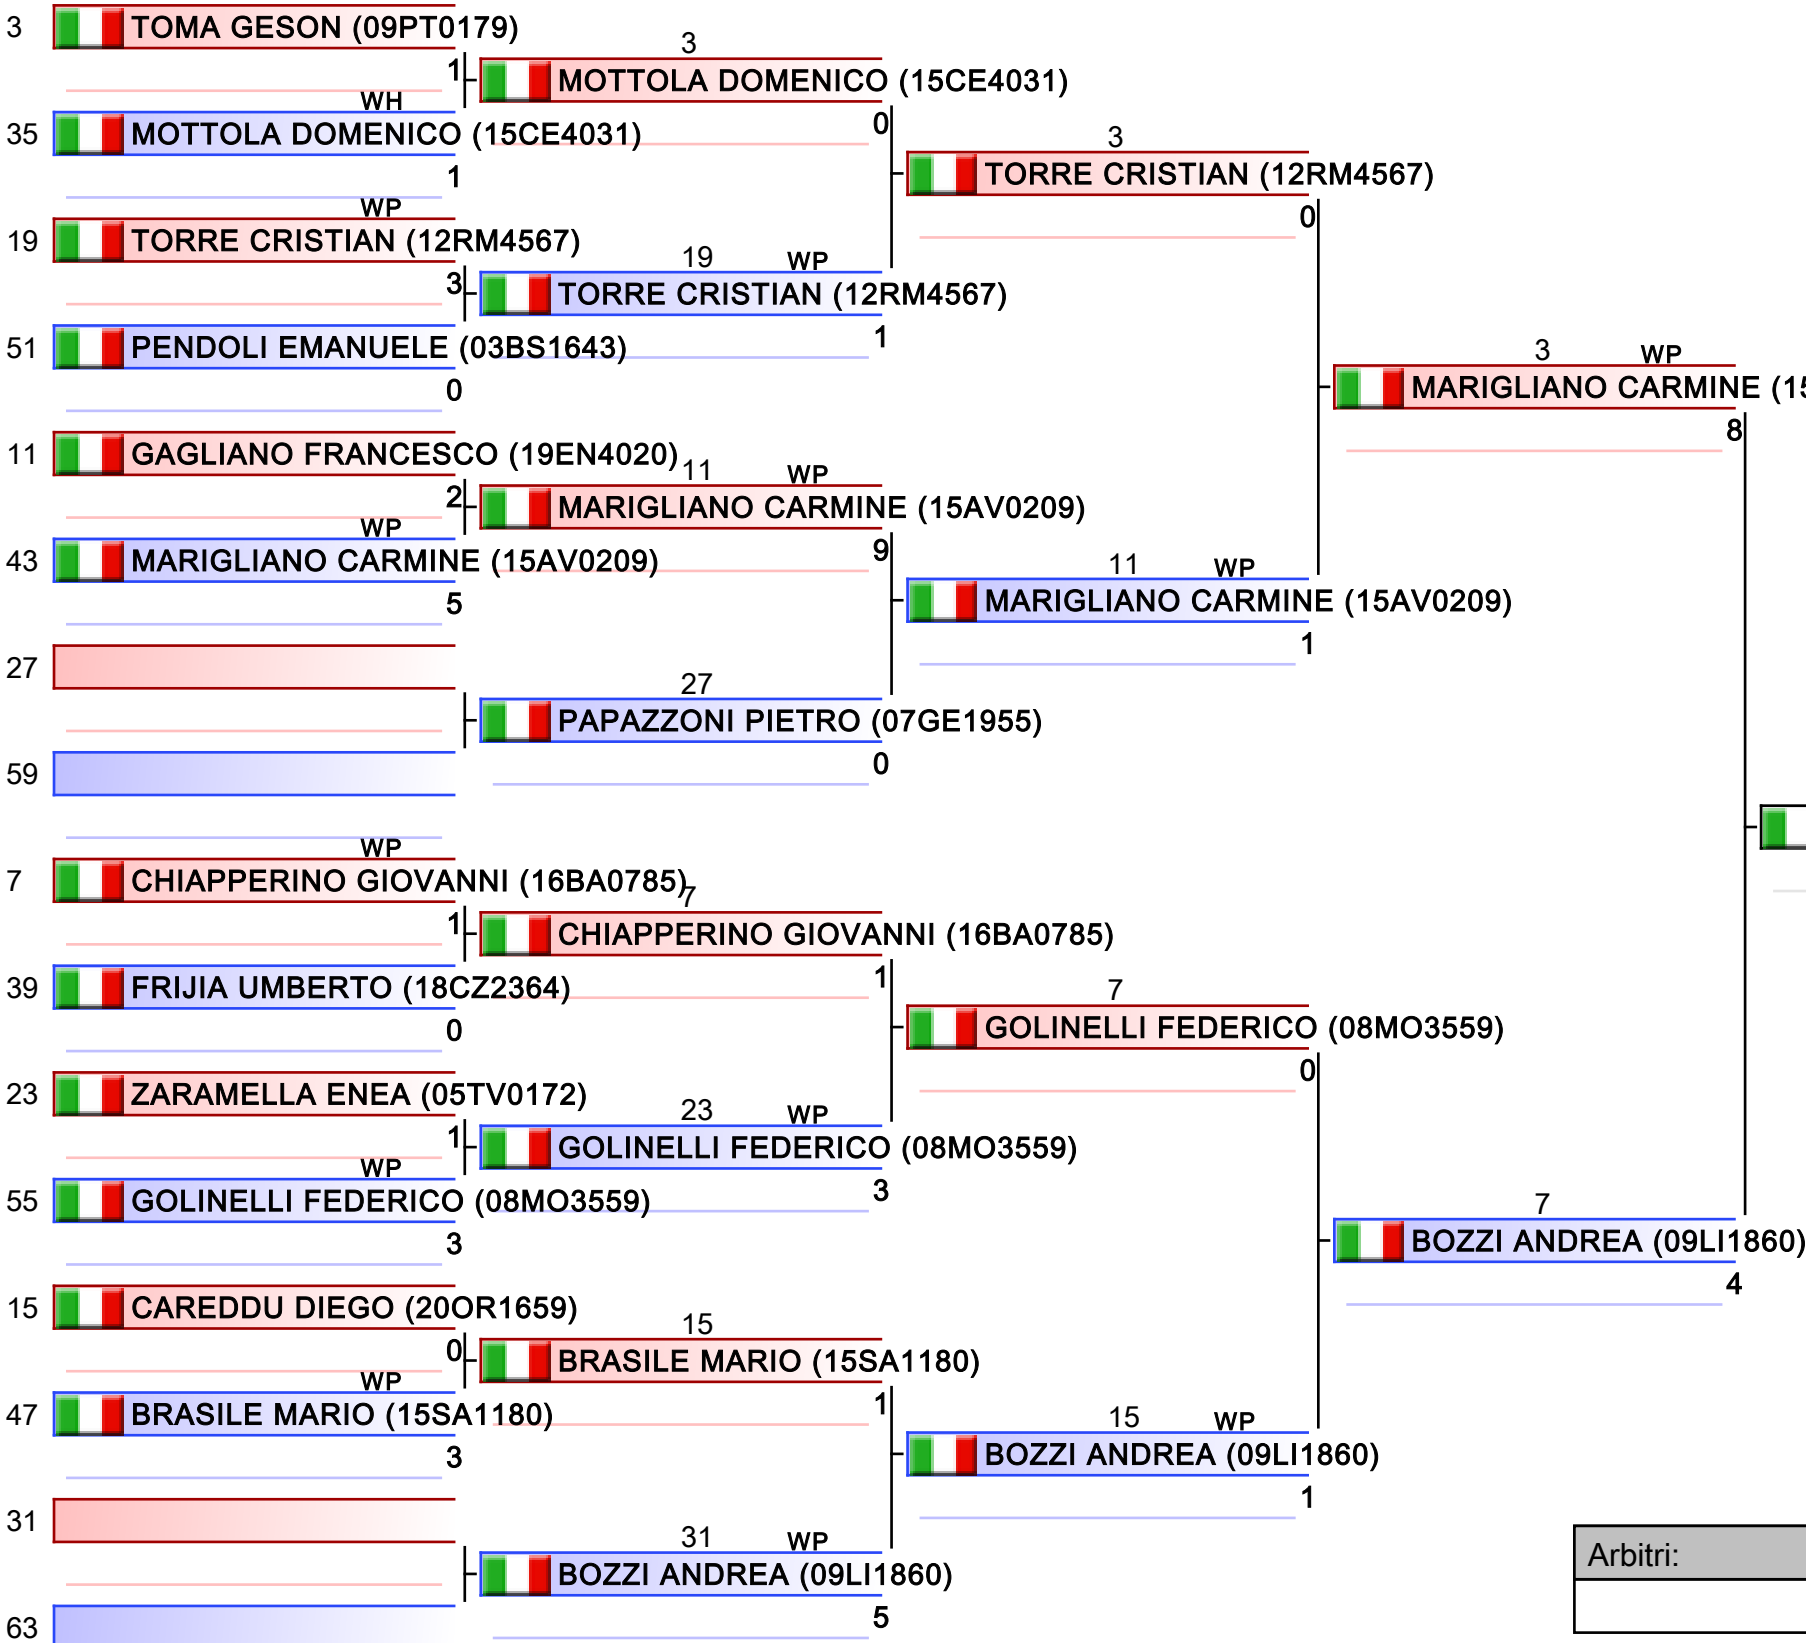 3 TOMA GESON (09PT0179)
1
3
MOTTOLA DOMENICO (15CE4031)
0
WH
35 MOTTOLA DOMENICO (15CE4031)
1
3
TORRE CRISTIAN (12RM4567)
0
WP
19 TORRE CRISTIAN (12RM4567)
3
19 WP
TORRE CRISTIAN (12RM4567)
1
51 PENDOLI EMANUELE (03BS1643)
0
3 WP
MARIGLIANO CARMINE (15
8
11 GAGLIANO FRANCESCO (19EN4020)
2
11 WP
MARIGLIANO CARMINE (15AV0209)
9
WP
43 MARIGLIANO CARMINE (15AV0209)
5
11 WP
MARIGLIANO CARMINE (15AV0209)
1
27
27
PAPAZZONI PIETRO (07GE1955)
0
59
WP
7 CHIAPPERINO GIOVANNI (16BA0785)
1
7
CHIAPPERINO GIOVANNI (16BA0785)
1
39 FRIJIA UMBERTO (18CZ2364)
0
7
GOLINELLI FEDERICO (08MO3559)
0
23 ZARAMELLA ENEA (05TV0172)
1
23 WP
GOLINELLI FEDERICO (08MO3559)
3
WP
55 GOLINELLI FEDERICO (08MO3559)
3
7
BOZZI ANDREA (09LI1860)
4
15 CAREDDU DIEGO (20OR1659)
0
15
BRASILE MARIO (15SA1180)
1
WP
47 BRASILE MARIO (15SA1180)
3
15 WP
BOZZI ANDREA (09LI1860)
1
31
31 WP
BOZZI ANDREA (09LI1860)
5
63
Arbitri: